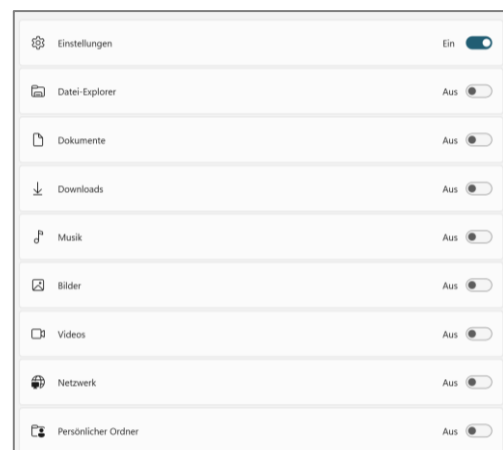 Einstellungen Ein
Datei-Explorer Aus
Dokumente Aus
Downloads Aus
Musik Aus
Bilder Aus
Videos Aus
Netzwerk Aus
Persönlicher Ordner Aus